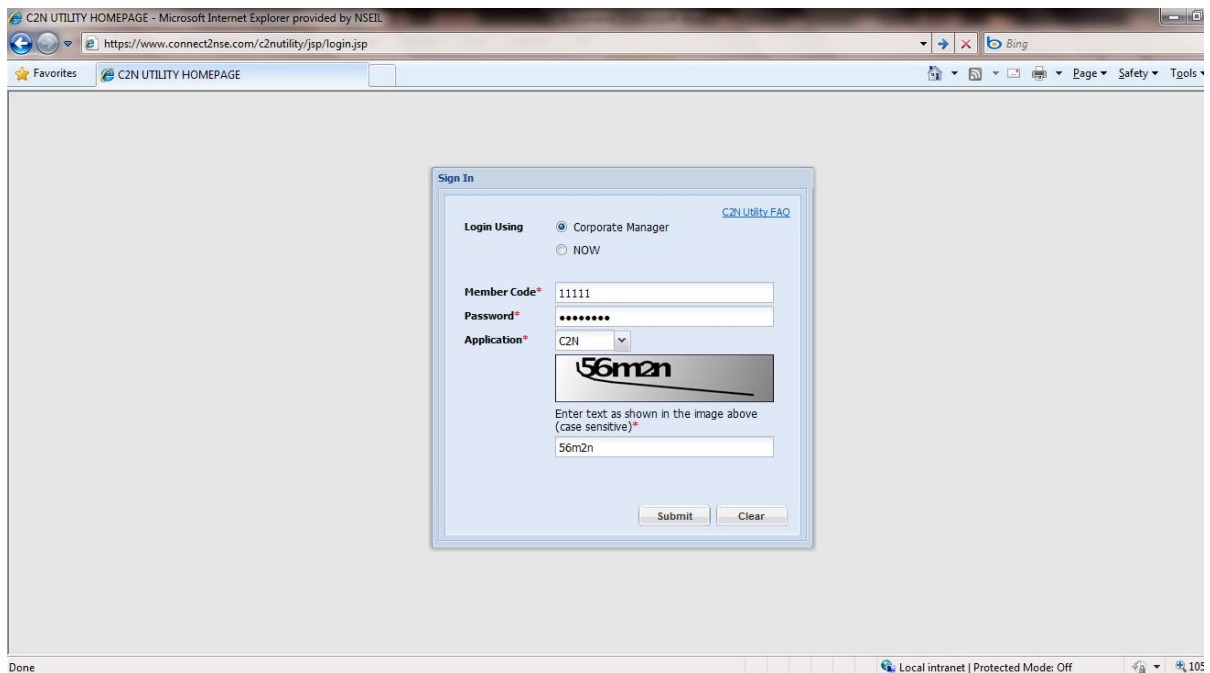 C2N UTILITY HOMEPAGE - Microsoft Internet Explorer provided by NSEIL
https://www.connect2nse.com/c2nutility/jsp/login.jsp
Bing
Favorites
C2N UTILITY HOMEPAGE
Page
Safety
Tools
Sign In
C2N Utility FAQ
Login Using
Corporate Manager
NOW
Member Code* 11111
Password* ••••••••
Application* C2N
56m2n
Enter text as shown in the image above
(case sensitive)*
56m2n
Submit Clear
Done
Local intranet | Protected Mode: Off
105